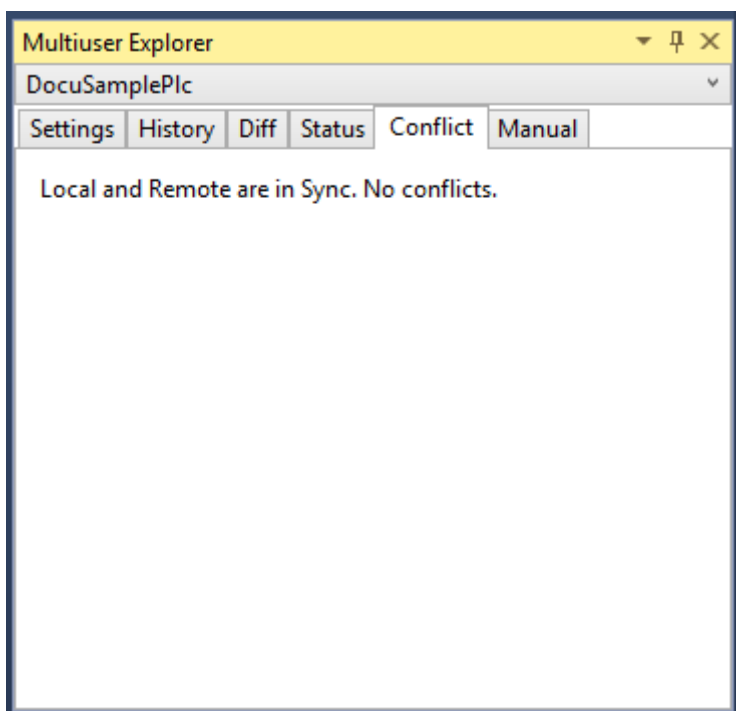 Multiuser Explorer
DocuSamplePlc
Settings History Diff Status Conflict Manual
Local and Remote are in Sync. No conflicts.